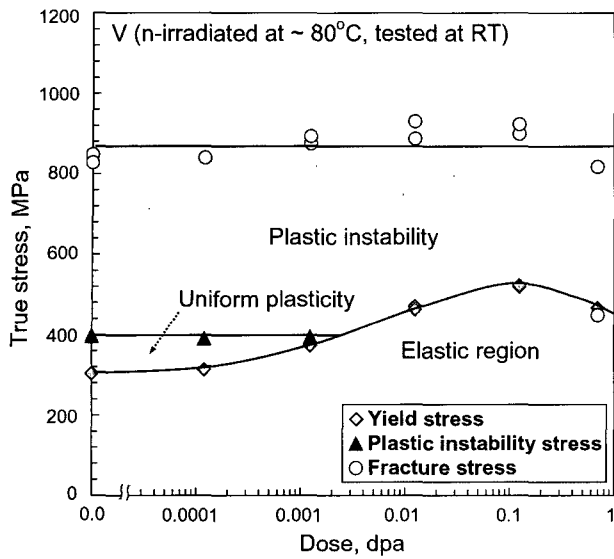 V (n-irradiated at ~ 80°C, tested at RT)
1200
1000
800
600
400
200
0
True stress, MPa
Plastic instability
Uniform plasticity
Elastic region
Yield stress
Plastic instability stress
Fracture stress
0.0
0.0001
0.001
0.01
0.1
1
Dose, dpa